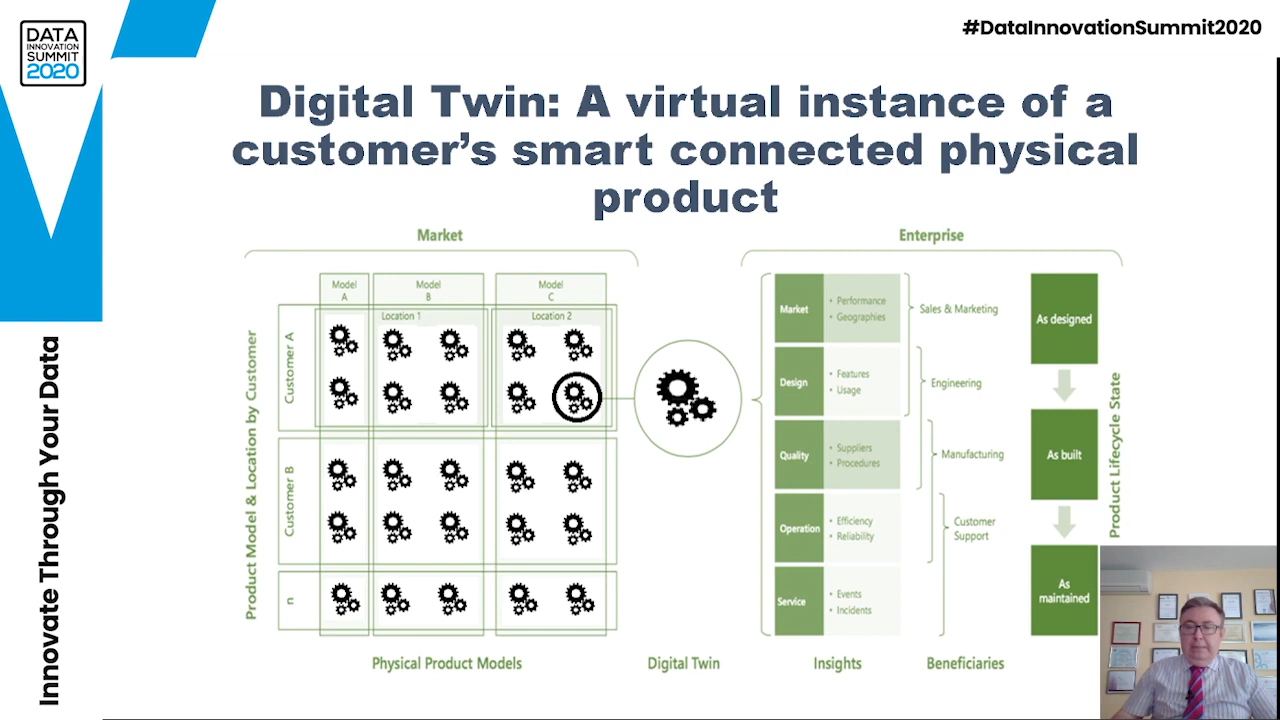 DATA
INNOVATION
SUMMIT
2020
#DataInnovationSummit2020
Innovate Through Your Data
Digital Twin: A virtual instance of a
customer’s smart connected physical
product
Market
Enterprise
Product Model & Location by Customer
Model
A
Model
B
Model
C
Customer A
Location 1
Location 2
Customer B
n
Market
• Performance
• Geographies
Sales & Marketing
Design
• Features
• Usage
Engineering
Quality
• Suppliers
• Procedures
Manufacturing
Operation
• Efficiency
• Reliability
Customer
Support
Service
• Events
• Incidents
As designed
As built
As
maintained
Product Lifecycle State
Physical Product Models
Digital Twin
Insights
Beneficiaries